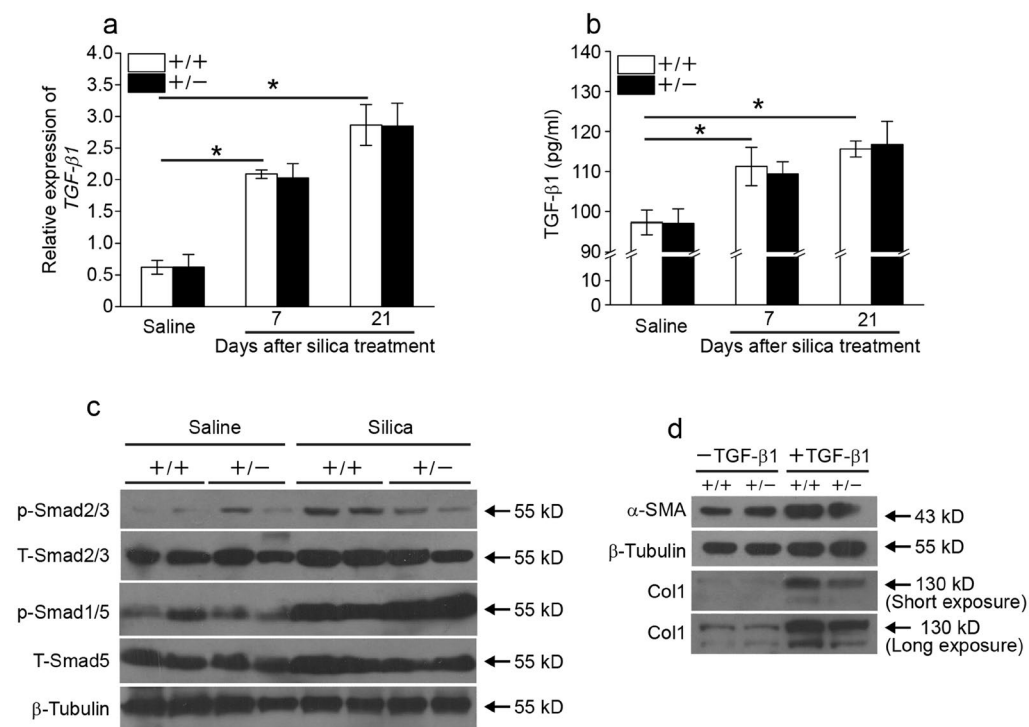 a
4.0
3.5
3.0
2.5
2.0
1.5
1.0
0.5
0
Relative expression of
TGF-β1
+/+
+/−
*
*
Saline
7
21
Days after silica treatment
b
140
130
120
110
100
90
10
0
TGF-β1 (pg/ml)
+/+
+/−
*
*
Saline
7
21
Days after silica treatment
c
Saline Silica
+/+ +/− +/+ +/−
p-Smad2/3 55 kD
T-Smad2/3 55 kD
p-Smad1/5 55 kD
T-Smad5 55 kD
β-Tubulin 55 kD
d
−TGF-β1 +TGF-β1
+/+ +/− +/+ +/−
α-SMA 43 kD
β-Tubulin 55 kD
Col1 130 kD
(Short exposure)
Col1 130 kD
(Long exposure)